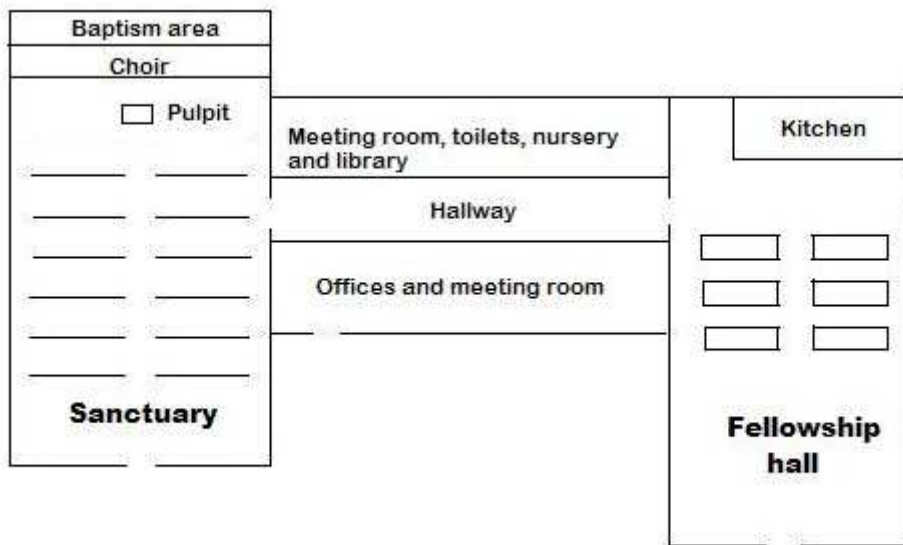 Baptism area
Choir
Pulpit
Meeting room, toilets, nursery
and library
Kitchen
Hallway
Offices and meeting room
Sanctuary
Fellowship
hall